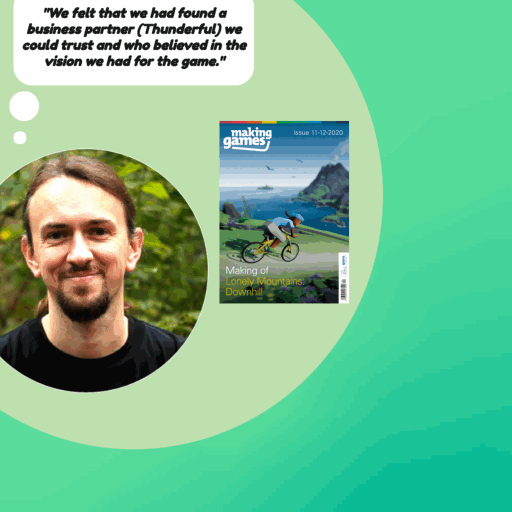 "We felt that we had found a
business partner (Thunderful) we
could trust and who believed in the
vision we had for the game."
making
games
Issue 11-12-2020
Making of
Lonely Mountains:
Downhill